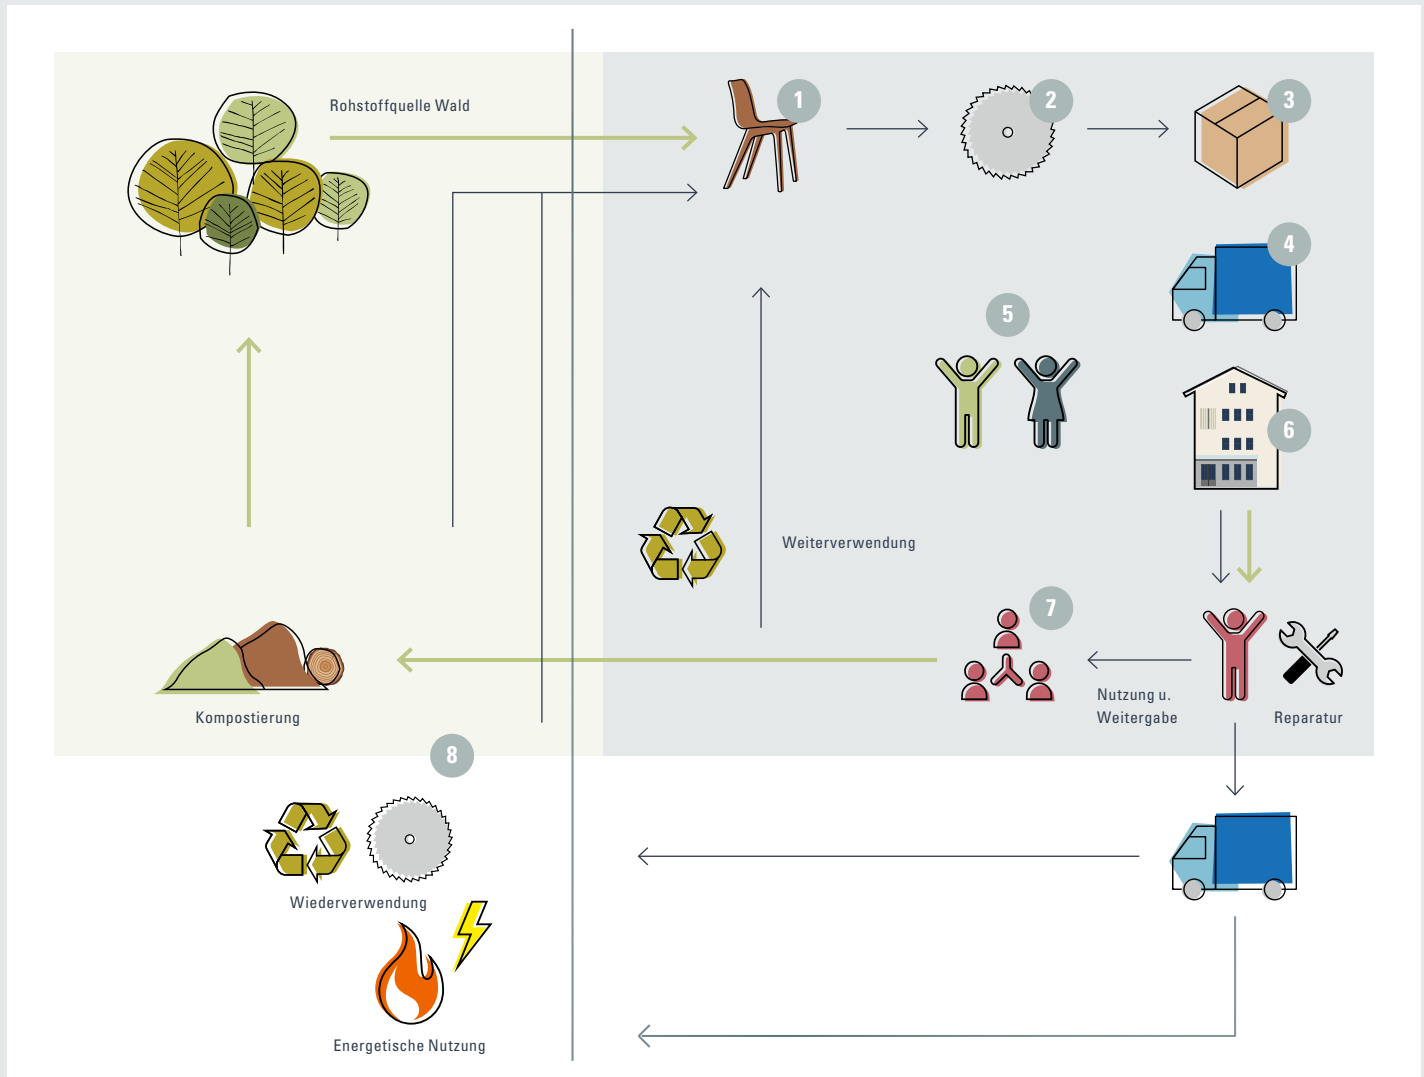 Rohstoffquelle Wald
1
2
3
4
5
6
Weiterverwendung
7
Nutzung u.
Weitergabe
Reparatur
Kompostierung
8
Wiederverwendung
Energetische Nutzung